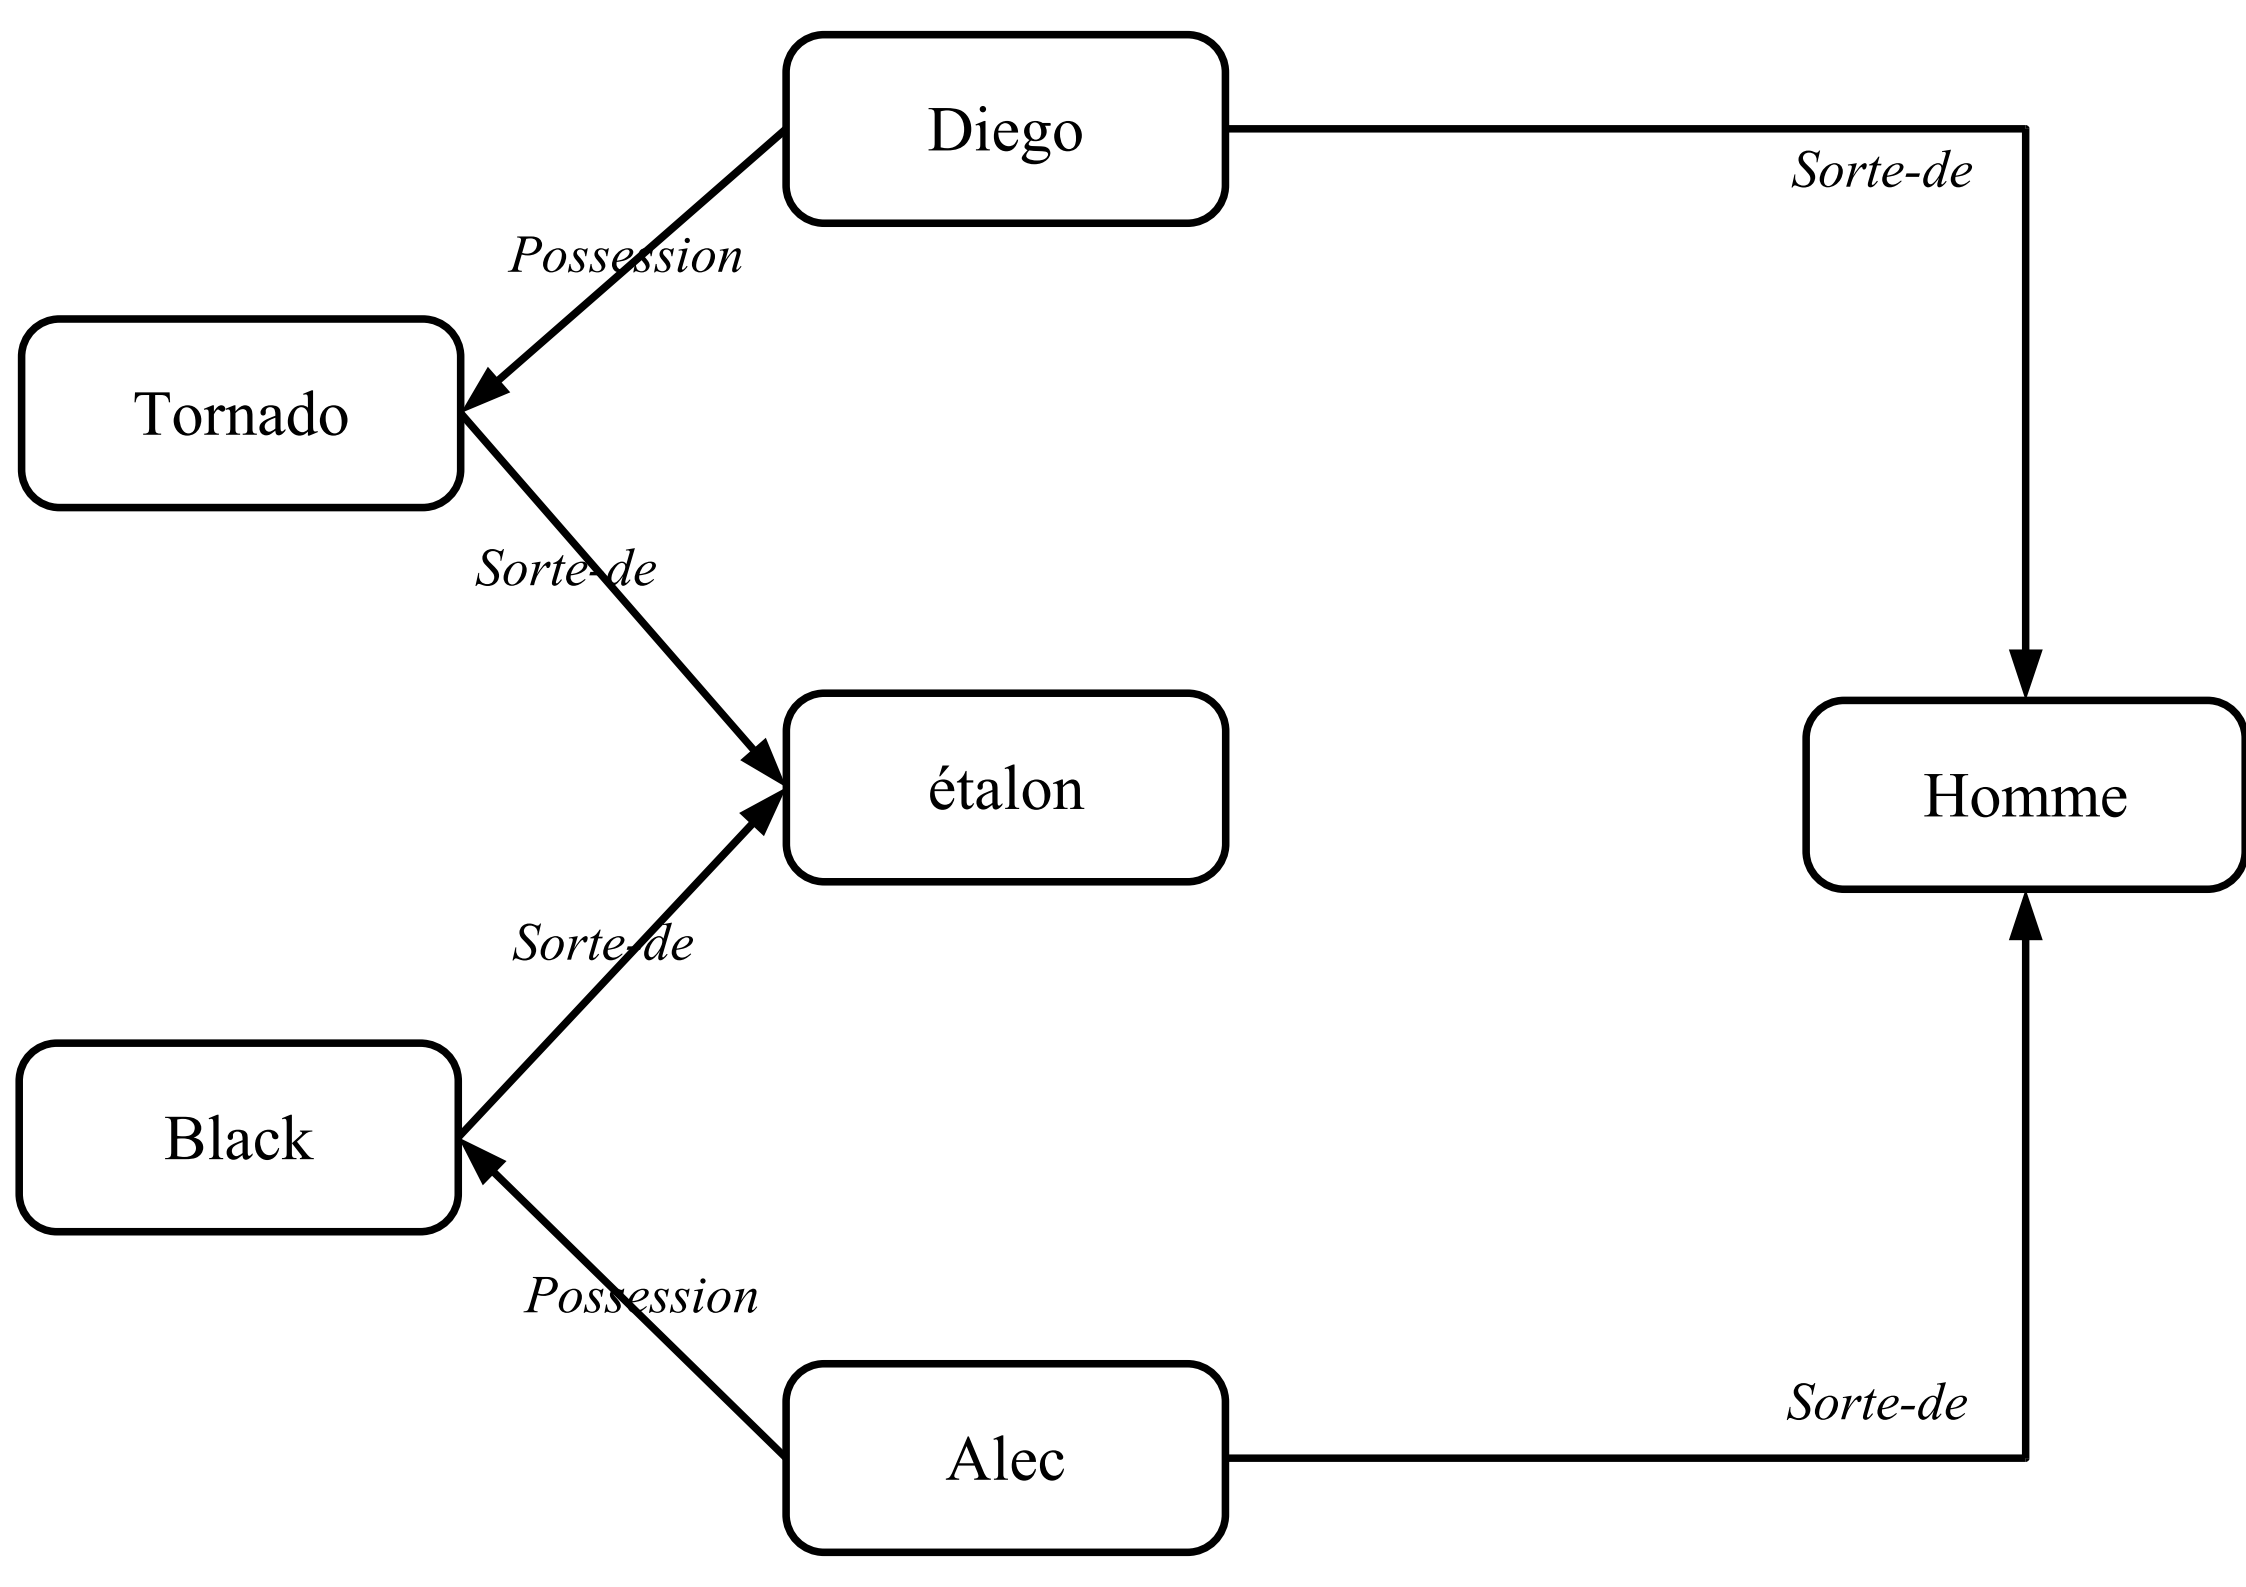 Diego
Sorte-de
Possession
Tornado
Sorte-de
étalon
Homme
Sorte-de
Black
Possession
Sorte-de
Alec